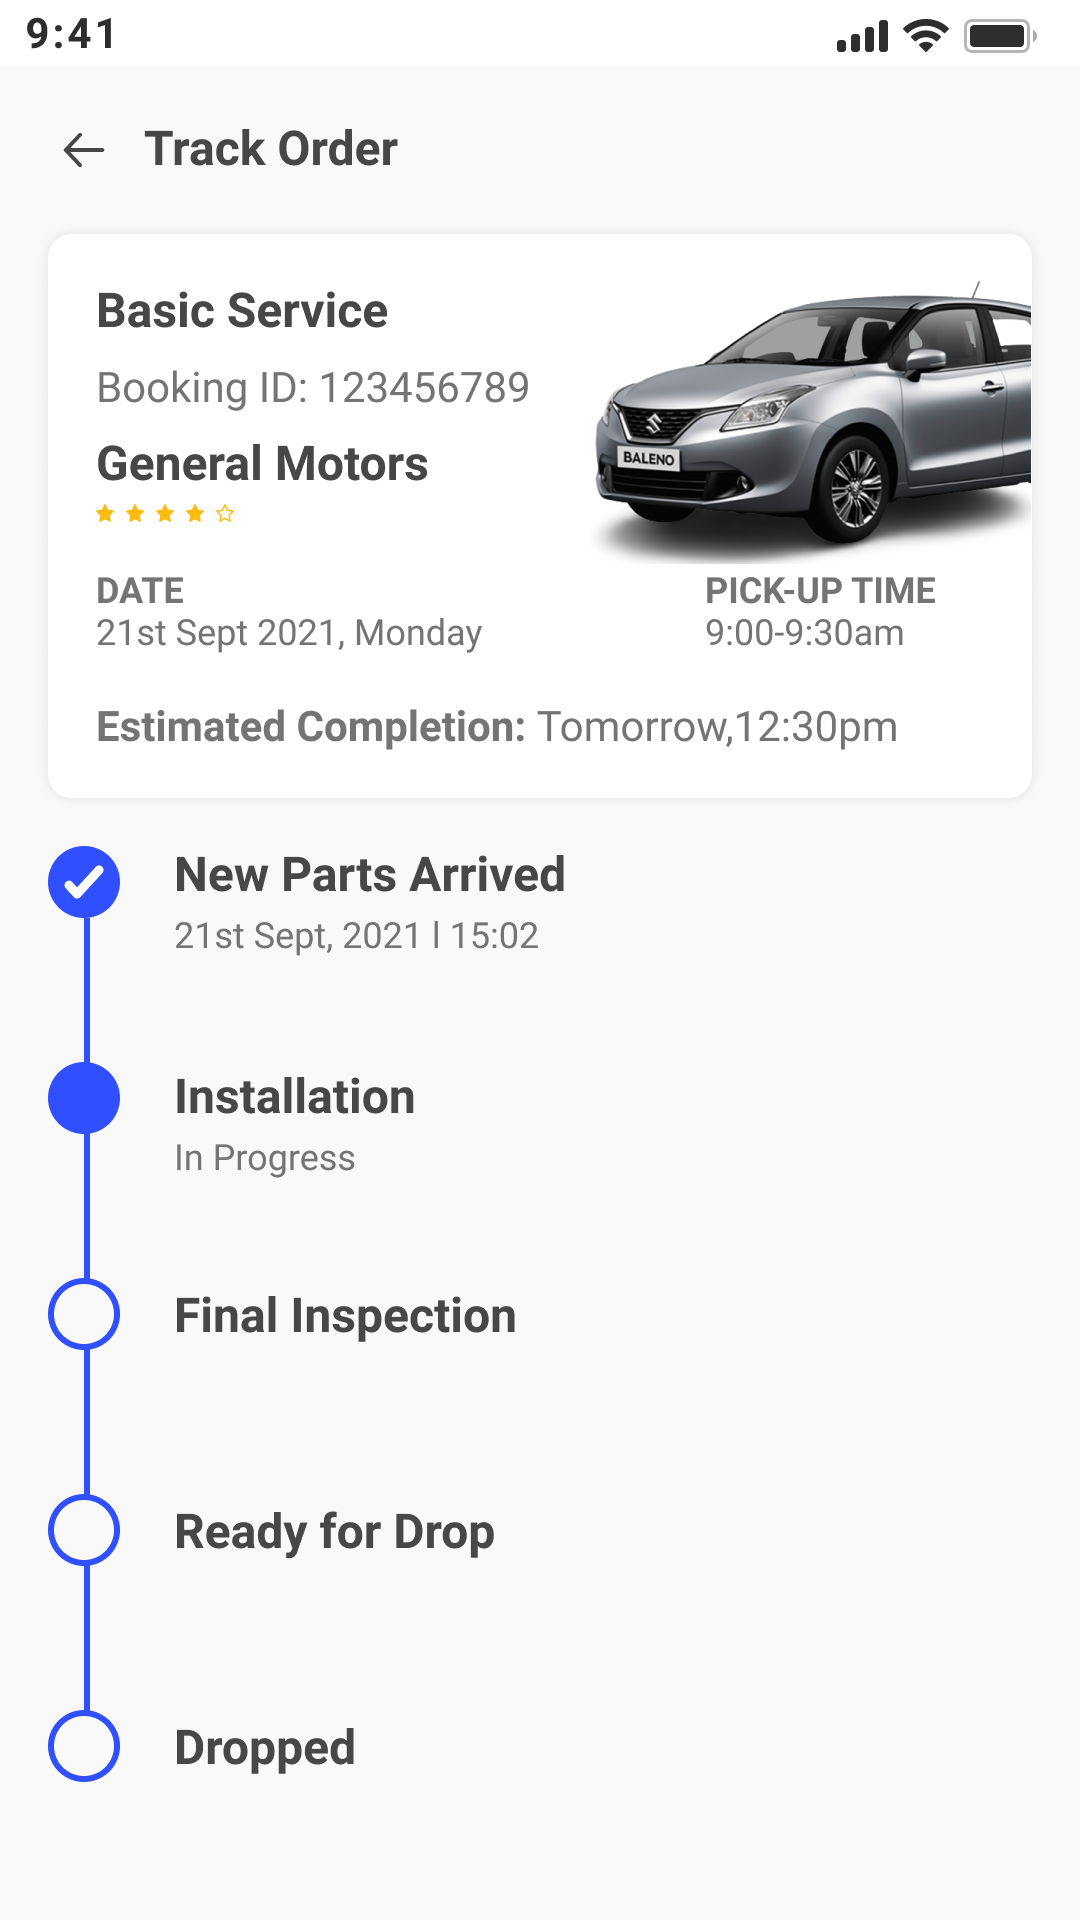 9:41
Track Order
Basic Service
Booking ID: 123456789
General Motors
BALENO
DATE
PICK-UP TIME
21st Sept 2021, Monday
9:00-9:30am
Estimated Completion: Tomorrow,12:30pm
New Parts Arrived
21st Sept, 2021 l 15:02
Installation
In Progress
Final Inspection
Ready for Drop
Dropped